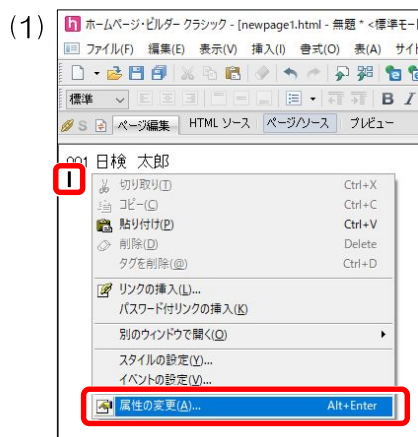 (1)
ホームページ・ビルダー クラシック - [newpage1.html - 無題 * <標準モード
ファイル(F) 編集(E) 表示(V) 挿入(I) 書式(O) 表(A) サイ
標準 B I
S ページ編集 HTML ソース ページ/ソース プレビュー
001 日検 太郎
切り取り(T) Ctrl+X
コピー(C) Ctrl+C
貼り付け(P) Ctrl+V
削除(D) Delete
タグを削除(@) Ctrl+D
リンクの挿入(L)...
パスワード付リンクの挿入(K)
別のウィンドウで開く(O)
スタイルの設定(Y)...
イベントの設定(V)...
属性の変更(A)... Alt+Enter